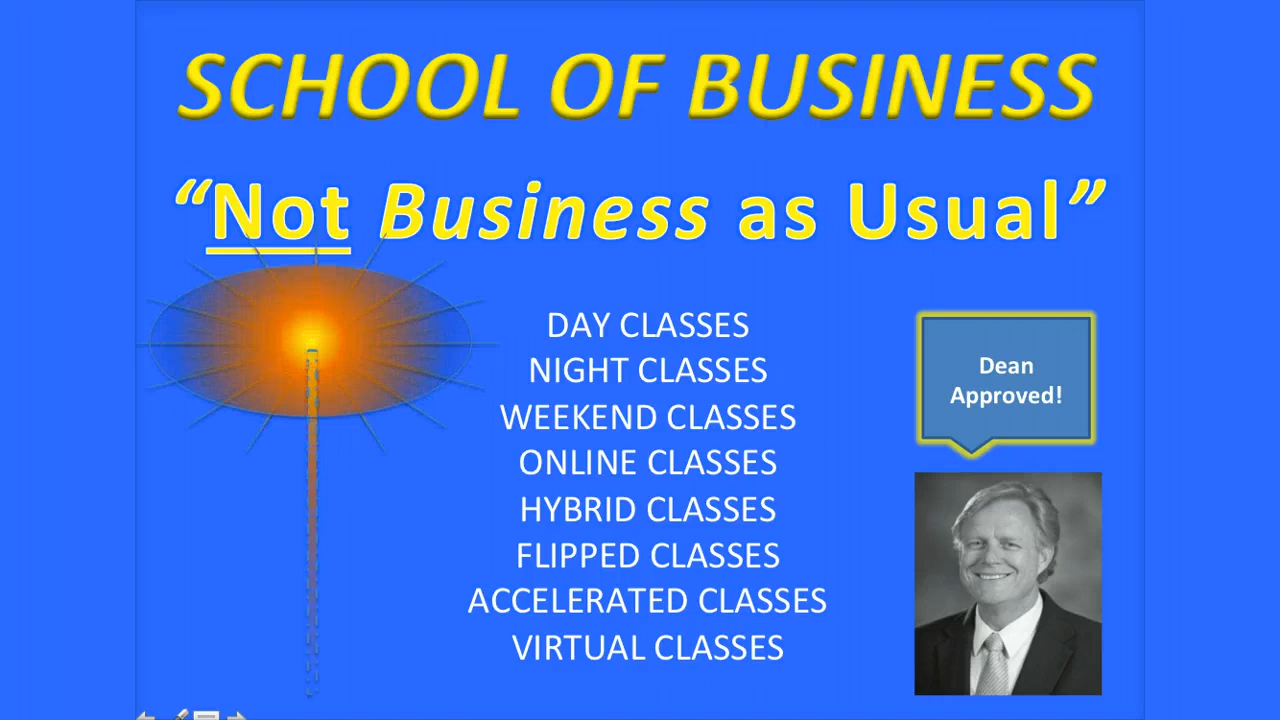 SCHOOL OF BUSINESS
“Not Business as Usual”
DAY CLASSES
NIGHT CLASSES
WEEKEND CLASSES
ONLINE CLASSES
HYBRID CLASSES
FLIPPED CLASSES
ACCELERATED CLASSES
VIRTUAL CLASSES
Dean
Approved!